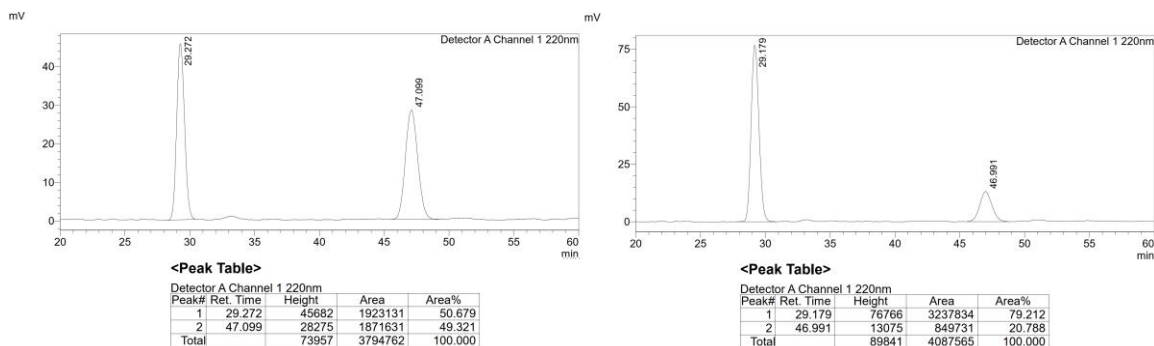 mV
Detector A Channel 1 220nm
29.272
47.099
40
30
20
10
0
20 25 30 35 40 45 50 55 60
min
<Peak Table>
Detector A Channel 1 220nm
Peak# Ret. Time Height Area Area%
1 29.272 45682 1923131 50.679
2 47.099 28275 1871631 49.321
Total 73957 3794762 100.000
mV
Detector A Channel 1 220nm
29.179
46.991
75
50
25
0
20 25 30 35 40 45 50 55 60
min
<Peak Table>
Detector A Channel 1 220nm
Peak# Ret. Time Height Area Area%
1 29.179 76766 3237834 79.212
2 46.991 13075 849731 20.788
Total 89841 4087565 100.000